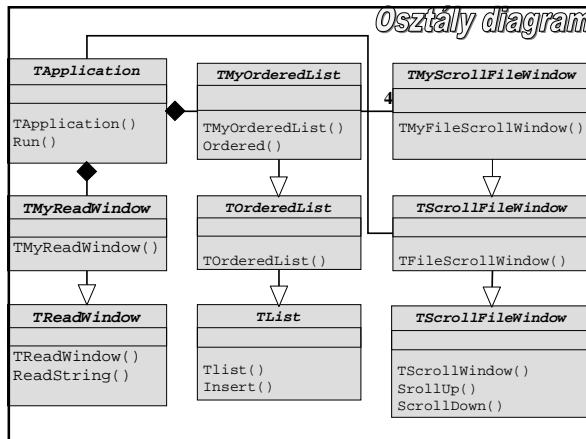 Osztály diagram
TApplication
TApplication()
Run()
TMyOrderedList
TMyOrderedList()
Ordered()
4
TMyScrollFileWindow
TMyFileScrollWindow()
TMyReadWindow
TMyReadWindow()
TOrderedList
TOrderedList()
TScrollFileWindow
TFileScrollWindow()
TReadWindow
TReadWindow()
ReadString()
TList
Tlist()
Insert()
TScrollFileWindow
TScrollWindow()
SrollUp()
ScrollDown()